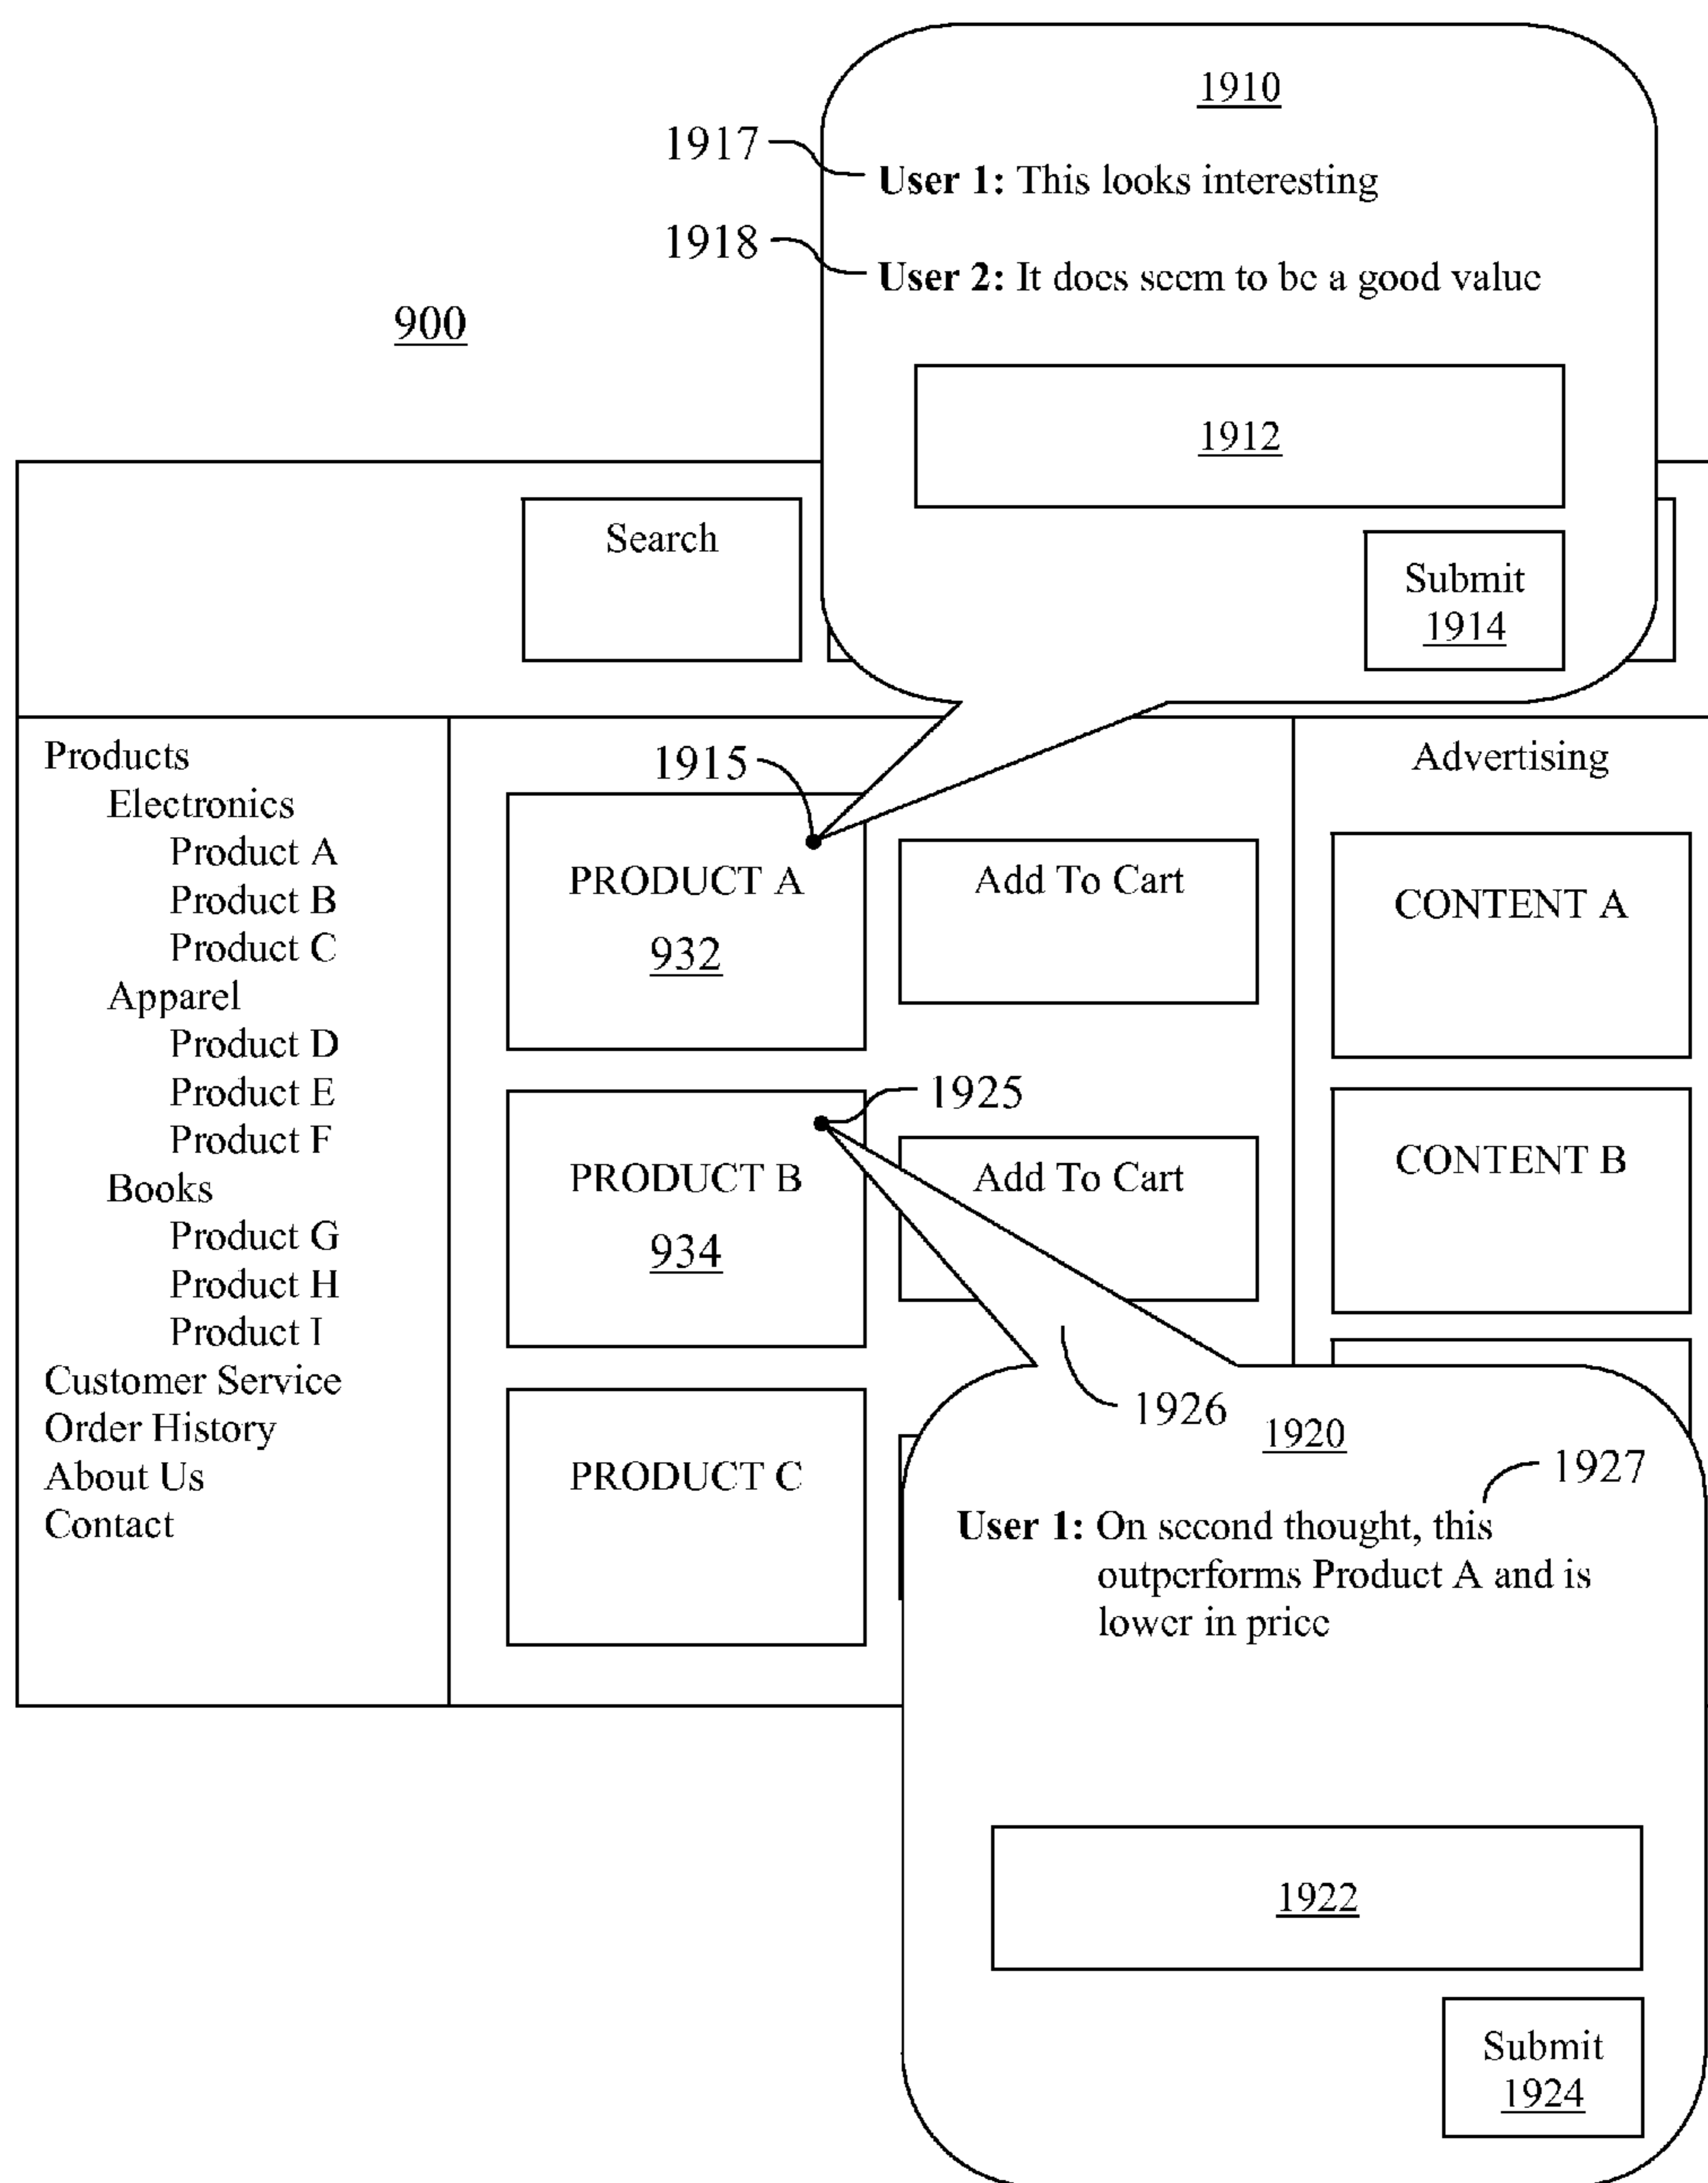 1910
1917
User 1: This looks interesting
1918
User 2: It does seem to be a good value
900
1912
Search
Submit
1914
Products
Electronics
Product A
Product B
Product C
Apparel
Product D
Product E
Product F
Books
Product G
Product H
Product I
Customer Service
Order History
About Us
Contact
1915
PRODUCT A
932
Add To Cart
1925
PRODUCT B
934
Add To Cart
PRODUCT C
Advertising
CONTENT A
CONTENT B
1926
1920
1927
User 1: On second thought, this
outperforms Product A and is
lower in price
1922
Submit
1924